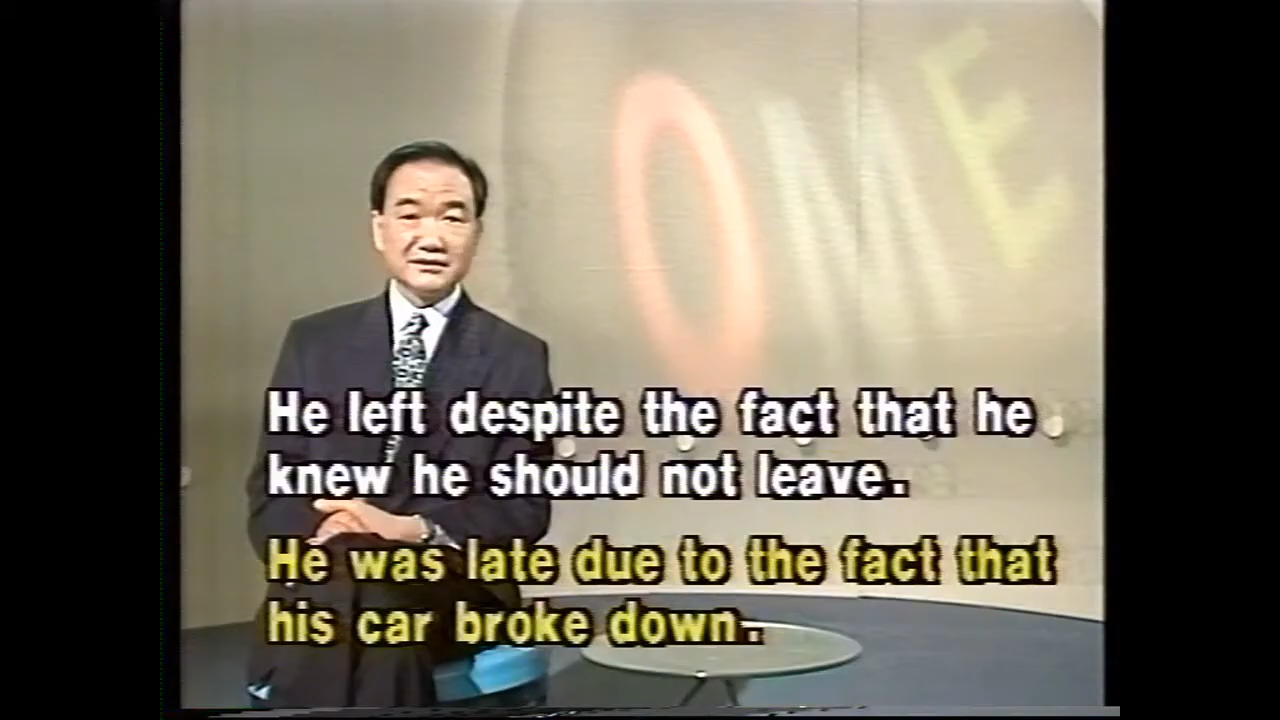 OME
He left despite the fact that he
knew he should not leave.
He was late due to the fact that
his car broke down.